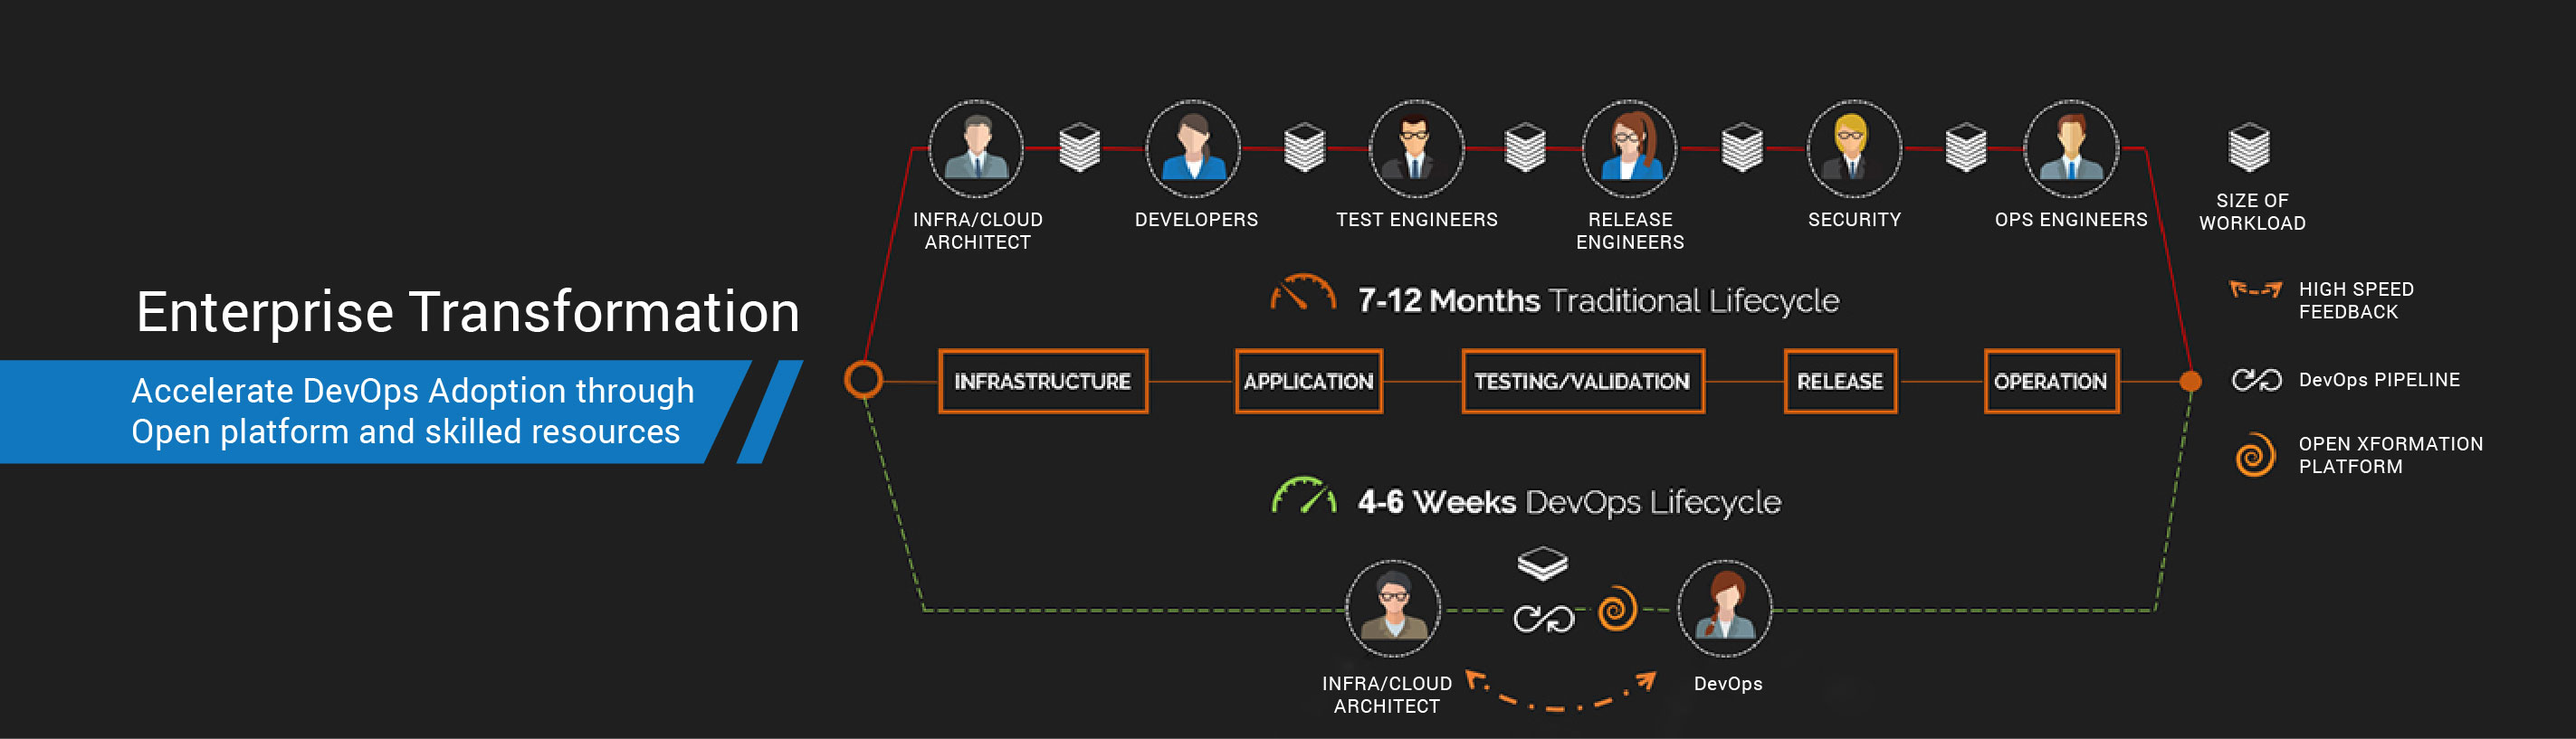 Enterprise Transformation
Accelerate DevOps Adoption through
Open platform and skilled resources
INFRA/CLOUD
ARCHITECT
DEVELOPERS
TEST ENGINEERS
RELEASE
ENGINEERS
SECURITY
OPS ENGINEERS
SIZE OF
WORKLOAD
7-12 Months Traditional Lifecycle
HIGH SPEED
FEEDBACK
INFRASTRUCTURE
APPLICATION
TESTING/VALIDATION
RELEASE
OPERATION
DevOps PIPELINE
OPEN XFORMATION
PLATFORM
4-6 Weeks DevOps Lifecycle
INFRA/CLOUD
ARCHITECT
DevOps